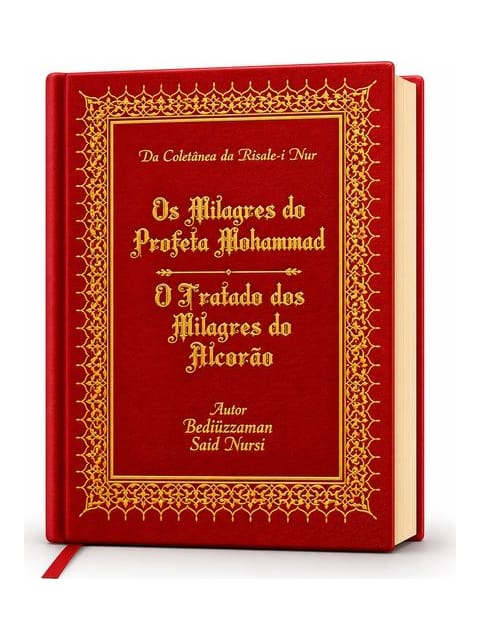 Da Coletânea da Risale-i Nur
Os Milagres do
Profeta Mohammad
O Tratado dos
Milagres do
Alcorão
Autor
Bediüzzaman
Said Nursi